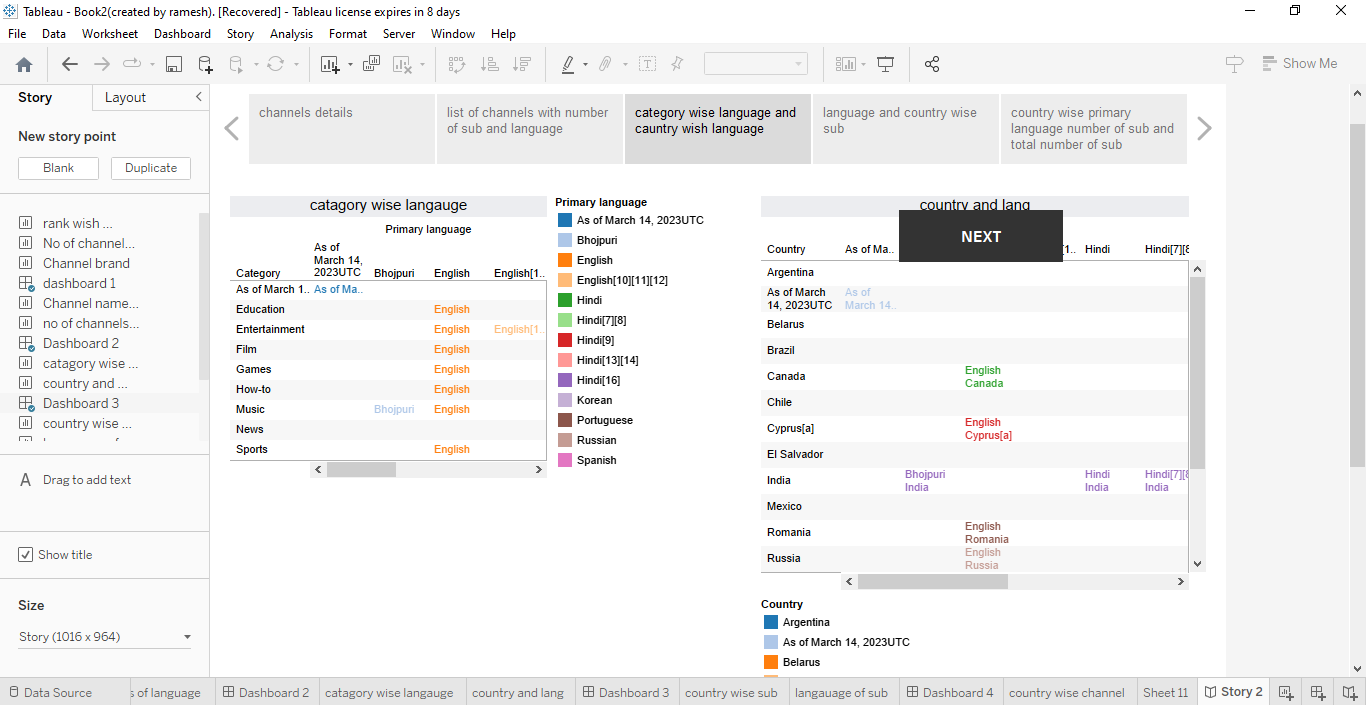 Tableau - Book2(created by ramesh). [Recovered] - Tableau license expires in 8 days
File Data Worksheet Dashboard Story Analysis Format Server Window Help
Show Me
Story Layout
New story point
Blank Duplicate
rank wish ...
No of channel...
Channel brand
dashboard 1
Channel name...
no of channels...
Dashboard 2
catagory wise ...
country and ...
Dashboard 3
country wise ...
Drag to add text
Show title
Size
Story (1016 x 964)
channels details
list of channels with number
of sub and language
category wise language and
cauntry wish language
language and country wise
sub
country wise primary
language number of sub and
total number of sub
catagory wise langauge
Primary language
As of
March 14,
Category 2023UTC Bhojpuri English English[1..
As of March 1.. As of Ma..
Education English
Entertainment English English[1..
Film English
Games English
How-to English
Music Bhojpuri English
News
Sports English
Primary language
As of March 14, 2023UTC
Bhojpuri
English
English[10][11][12]
Hindi
Hindi[7][8]
Hindi[9]
Hindi[13][14]
Hindi[16]
Korean
Portuguese
Russian
Spanish
country and lang
NEXT
Country As of Ma.. 1.. Hindi Hindi[7][8
Argentina
As of March
14, 2023UTC
As of
March 14..
Belarus
Brazil
Canada
English
Canada
Chile
Cyprus[a]
English
Cyprus[a]
El Salvador
India
Bhojpuri
India
Hindi
India
Hindi[7][8
India
Mexico
Romania
English
Romania
Russia
English
Russia
Country
Argentina
As of March 14, 2023UTC
Belarus
Data Source s of language Dashboard 2 catagory wise langauge country and lang Dashboard 3 country wise sub langauage of sub Dashboard 4 country wise channel Sheet 11 Story 2